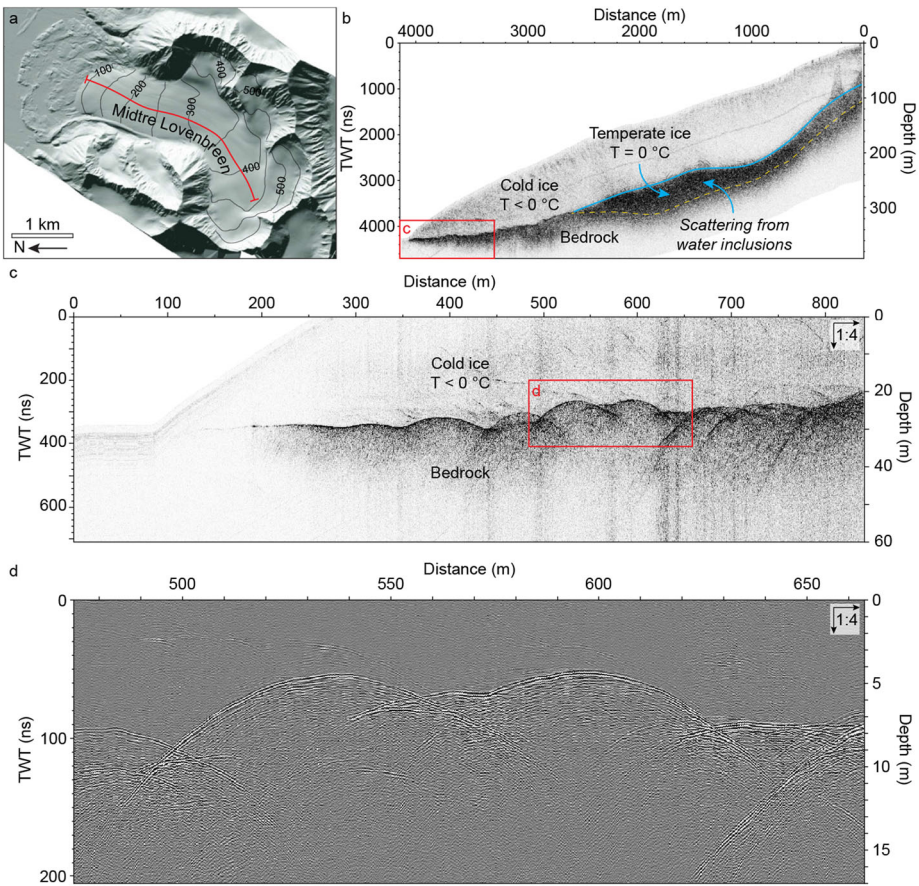 a
100
200
300
400
400
500
500
Midtre Lovenbreen
1 km
N
b
Distance (m)
4000 3000 2000 1000 0
TWT (ns)
0
1000
2000
3000
4000
Depth (m)
0
100
200
300
Temperate ice
T = 0 °C
Cold ice
T < 0 °C
Bedrock
Scattering from
water inclusions
c
c
Distance (m)
0 100 200 300 400 500 600 700 800
TWT (ns)
0
200
400
600
Depth (m)
0
20
40
60
1:4
Cold ice
T < 0 °C
d
Bedrock
d
Distance (m)
500 550 600 650
TWT (ns)
0
100
200
Depth (m)
0
5
10
15
1:4